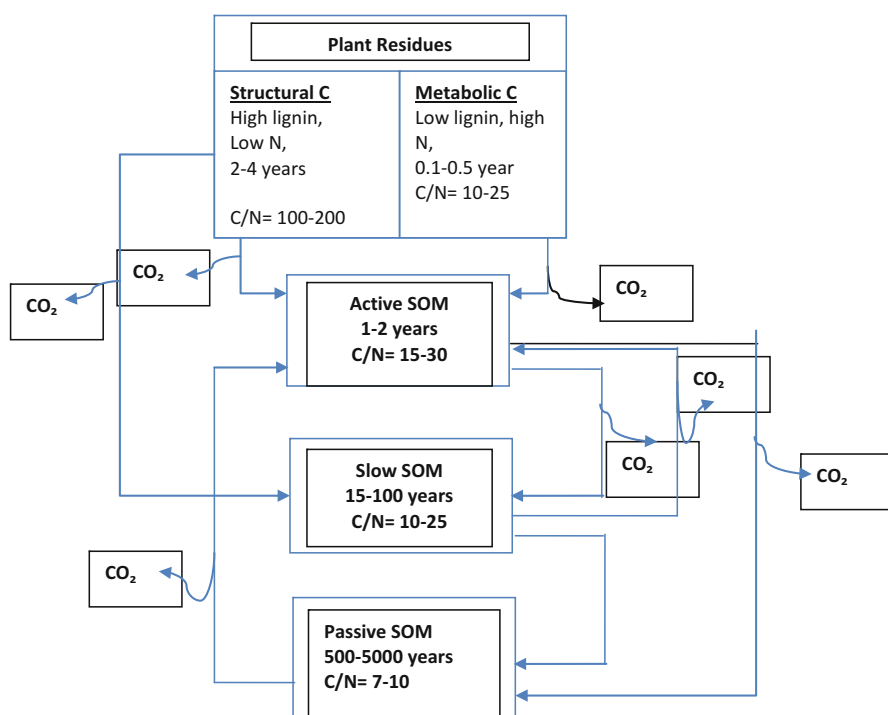 Plant Residues
Structural C
High lignin,
Low N,
2-4 years
C/N= 100-200
Metabolic C
Low lignin, high
N,
0.1-0.5 year
C/N= 10-25
CO₂
CO₂
CO₂
Active SOM
1-2 years
C/N= 15-30
CO₂
CO₂
CO₂
Slow SOM
15-100 years
C/N= 10-25
CO₂
Passive SOM
500-5000 years
C/N= 7-10